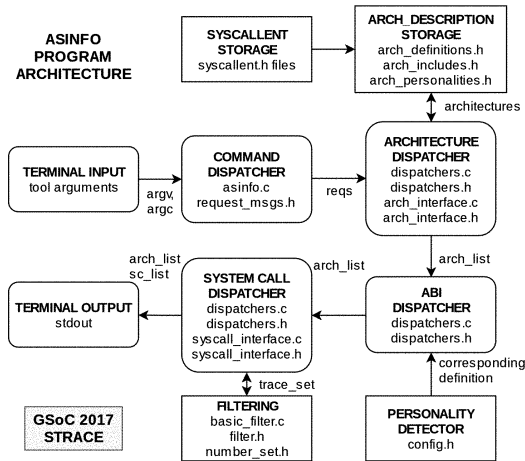 ASINFO
PROGRAM
ARCHITECTURE
SYSCALLENT
STORAGE
syscallent.h files
ARCH_DESCRIPTION
STORAGE
arch_definitions.h
arch_includes.h
arch_personalities.h
architectures
TERMINAL INPUT
tool arguments
argv,
argc
COMMAND
DISPATCHER
asinfo.c
request_msgs.h
reqs
ARCHITECTURE
DISPATCHER
dispatchers.c
dispatchers.h
arch_interface.c
arch_interface.h
arch_list
TERMINAL OUTPUT
stdout
arch_list
sc_list
SYSTEM CALL
DISPATCHER
dispatchers.c
dispatchers.h
syscall_interface.c
syscall_interface.h
arch_list
ABI
DISPATCHER
dispatchers.c
dispatchers.h
trace_set
corresponding
definition
GSoC 2017
STRACE
FILTERING
basic_filter.c
filter.h
number_set.h
PERSONALITY
DETECTOR
config.h